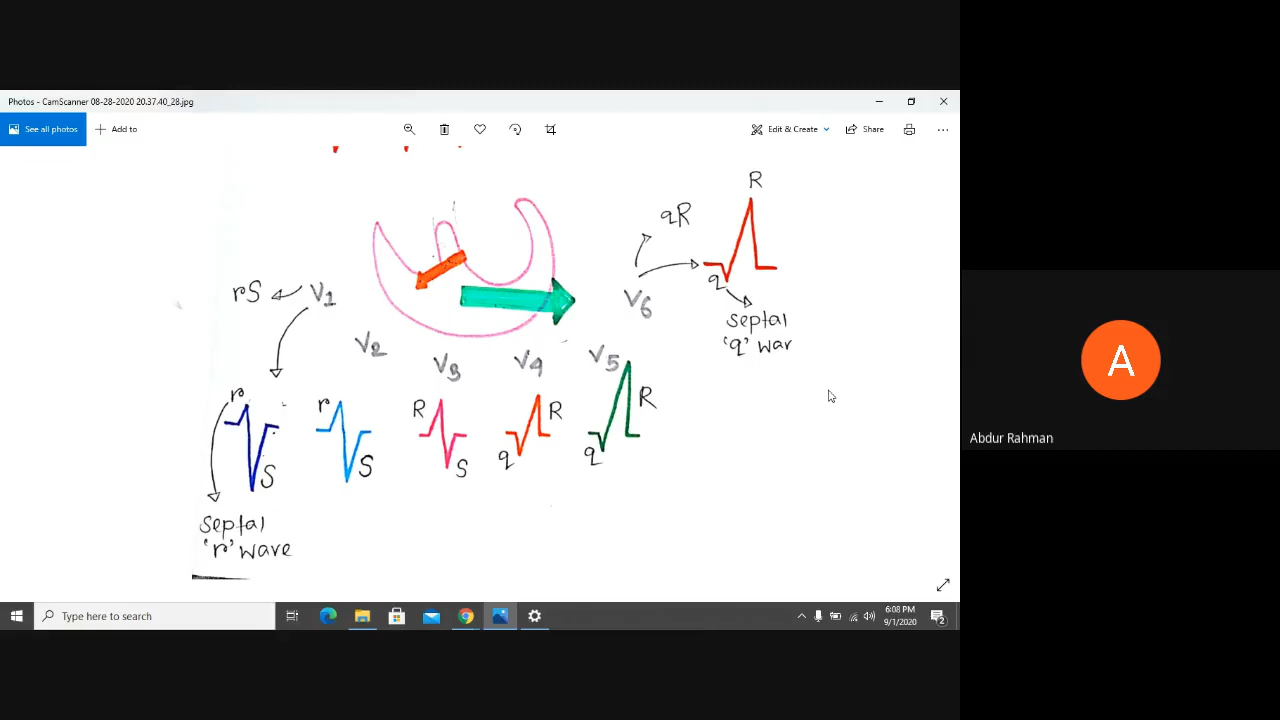 Photos - CamScanner 08-28-2020 20.37.40_28.jpg
See all photos
Add to
Edit & Create
Share
R
qR
q
V6
septal
'q' wav
rS
V1
V2
V3
V4
V5
r
S
r
S
R
S
q
R
q
R
septal
'r' wave
A
Abdur Rahman
Type here to search
6:08 PM
9/1/2020
2